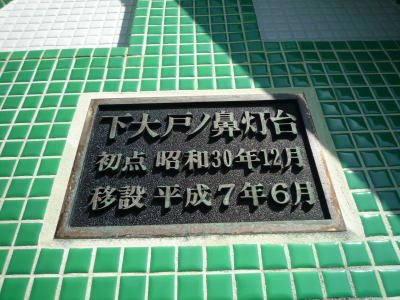 下大戸ノ鼻灯台
初点 昭和30年12月
移設 平成7年6月